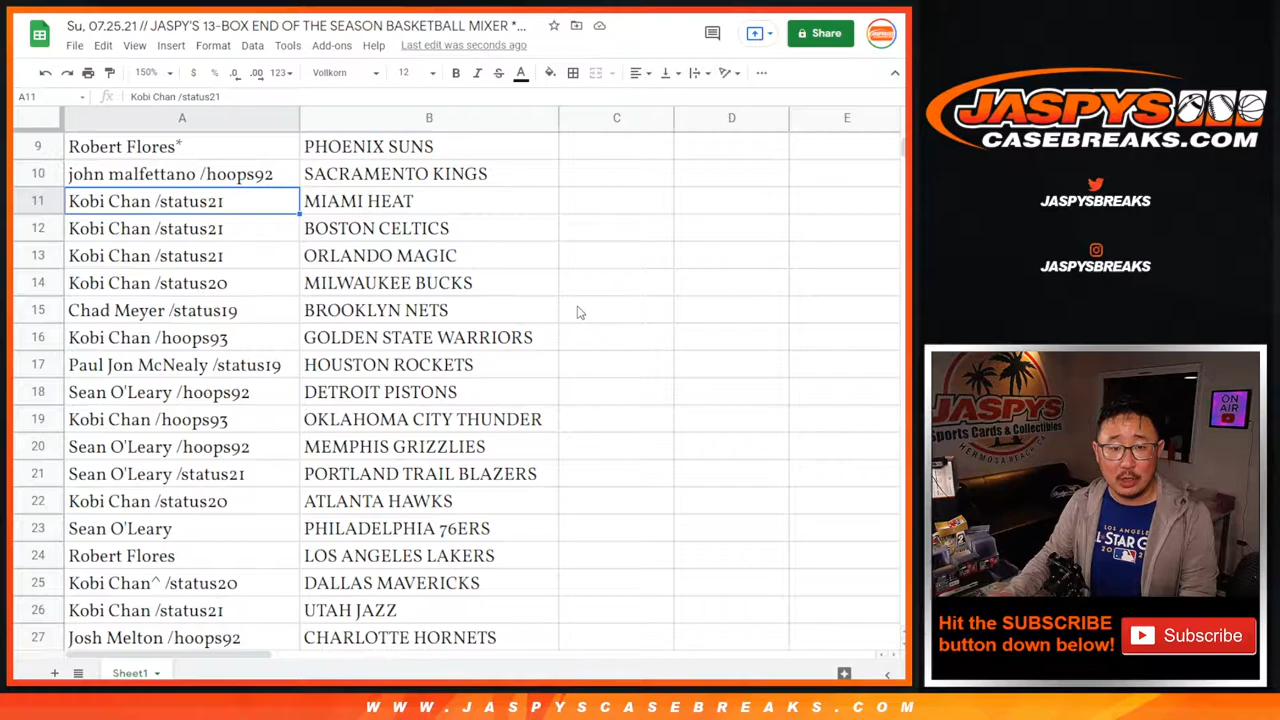 Su, 07.25.21 // JASPY'S 13-BOX END OF THE SEASON BASKETBALL MIXER *...
File Edit View Insert Format Data Tools Add-ons Help Last edit was seconds ago
Share
150% $ % .0 .00 123 Vollkorn 12 B I S A
A11 Kobi Chan /status21
A B C D E
9 Robert Flores* PHOENIX SUNS
10 john malfettano /hoops92 SACRAMENTO KINGS
11 Kobi Chan /status21 MIAMI HEAT
12 Kobi Chan /status21 BOSTON CELTICS
13 Kobi Chan /status21 ORLANDO MAGIC
14 Kobi Chan /status20 MILWAUKEE BUCKS
15 Chad Meyer /status19 BROOKLYN NETS
16 Kobi Chan /hoops93 GOLDEN STATE WARRIORS
17 Paul Jon McNealy /status19 HOUSTON ROCKETS
18 Sean O'Leary /hoops92 DETROIT PISTONS
19 Kobi Chan /hoops93 OKLAHOMA CITY THUNDER
20 Sean O'Leary /hoops92 MEMPHIS GRIZZLIES
21 Sean O'Leary /status21 PORTLAND TRAIL BLAZERS
22 Kobi Chan /status20 ATLANTA HAWKS
23 Sean O'Leary PHILADELPHIA 76ERS
24 Robert Flores LOS ANGELES LAKERS
25 Kobi Chan^ /status20 DALLAS MAVERICKS
26 Kobi Chan /status21 UTAH JAZZ
27 Josh Melton /hoops92 CHARLOTTE HORNETS
Sheet1
JASPYS
CASEBREAKS.COM
JASPYSBREAKS
JASPYSBREAKS
JASPYS
Sports Cards & Collectibles
HERMOSA BEACH, CA
ON AIR
LOS ANGELES
Hit the SUBSCRIBE
button down below!
Subscribe
WWW.JASPYSCASEBREAKS.COM